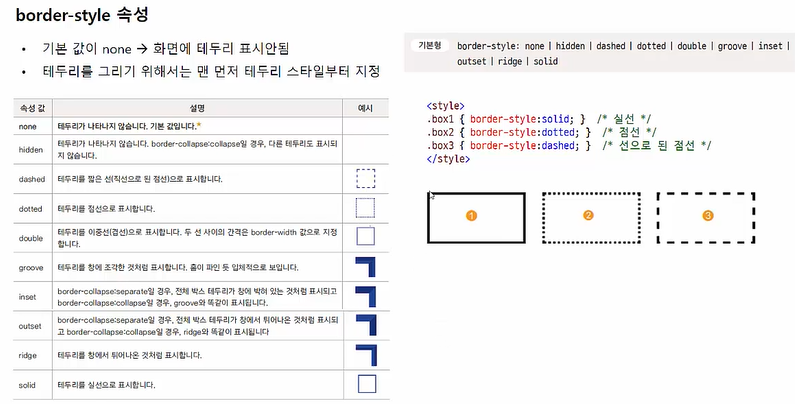 border-style 속성
• 기본 값이 none → 화면에 테두리 표시안됨
• 테두리를 그리기 위해서는 맨 먼저 테두리 스타일부터 지정
속성 값 설명 예시
none 테두리가 나타나지 않습니다. 기본 값입니다.*
hidden 테두리가 나타나지 않습니다. border-collapse:collapse일 경우, 다른 테두리도 표시되
지 않습니다.
dashed 테두리를 짧은 선(직선으로 된 점선)으로 표시합니다.
dotted 테두리를 점선으로 표시합니다.
double 테두리를 이중선(겹선)으로 표시합니다. 두 선 사이의 간격은 border-width 값으로 지정
합니다.
groove 테두리를 창에 조각한 것처럼 표시합니다. 홈이 파인 듯 입체적으로 보입니다.
inset border-collapse:separate일 경우, 전체 박스 테두리가 창에 박혀 있는 것처럼 표시되고
border-collapse:collapse일 경우, groove와 똑같이 표시됩니다.
outset border-collapse:separate일 경우, 전체 박스 테두리가 창에서 튀어나온 것처럼 표시되
고 border-collapse:collapse일 경우, ridge와 똑같이 표시됩니다
ridge 테두리를 창에서 튀어나온 것처럼 표시합니다.
solid 테두리를 실선으로 표시합니다.
기본형 border-style: none | hidden | dashed | dotted | double | groove | inset |
outset | ridge | solid
<style>
.box1 { border-style:solid; } /* 실선 */
.box2 { border-style:dotted; } /* 점선 */
.box3 { border-style:dashed; } /* 선으로 된 점선 */
</style>
1 2 3